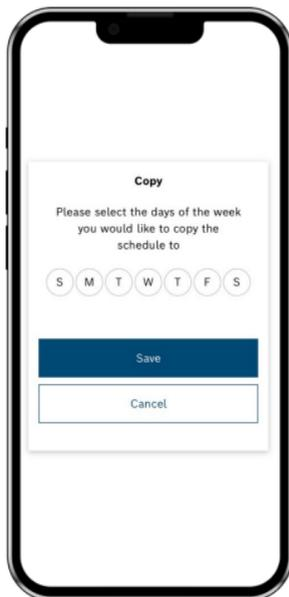 Copy
Please select the days of the week
you would like to copy the
schedule to
S M T W T F S
Save
Cancel